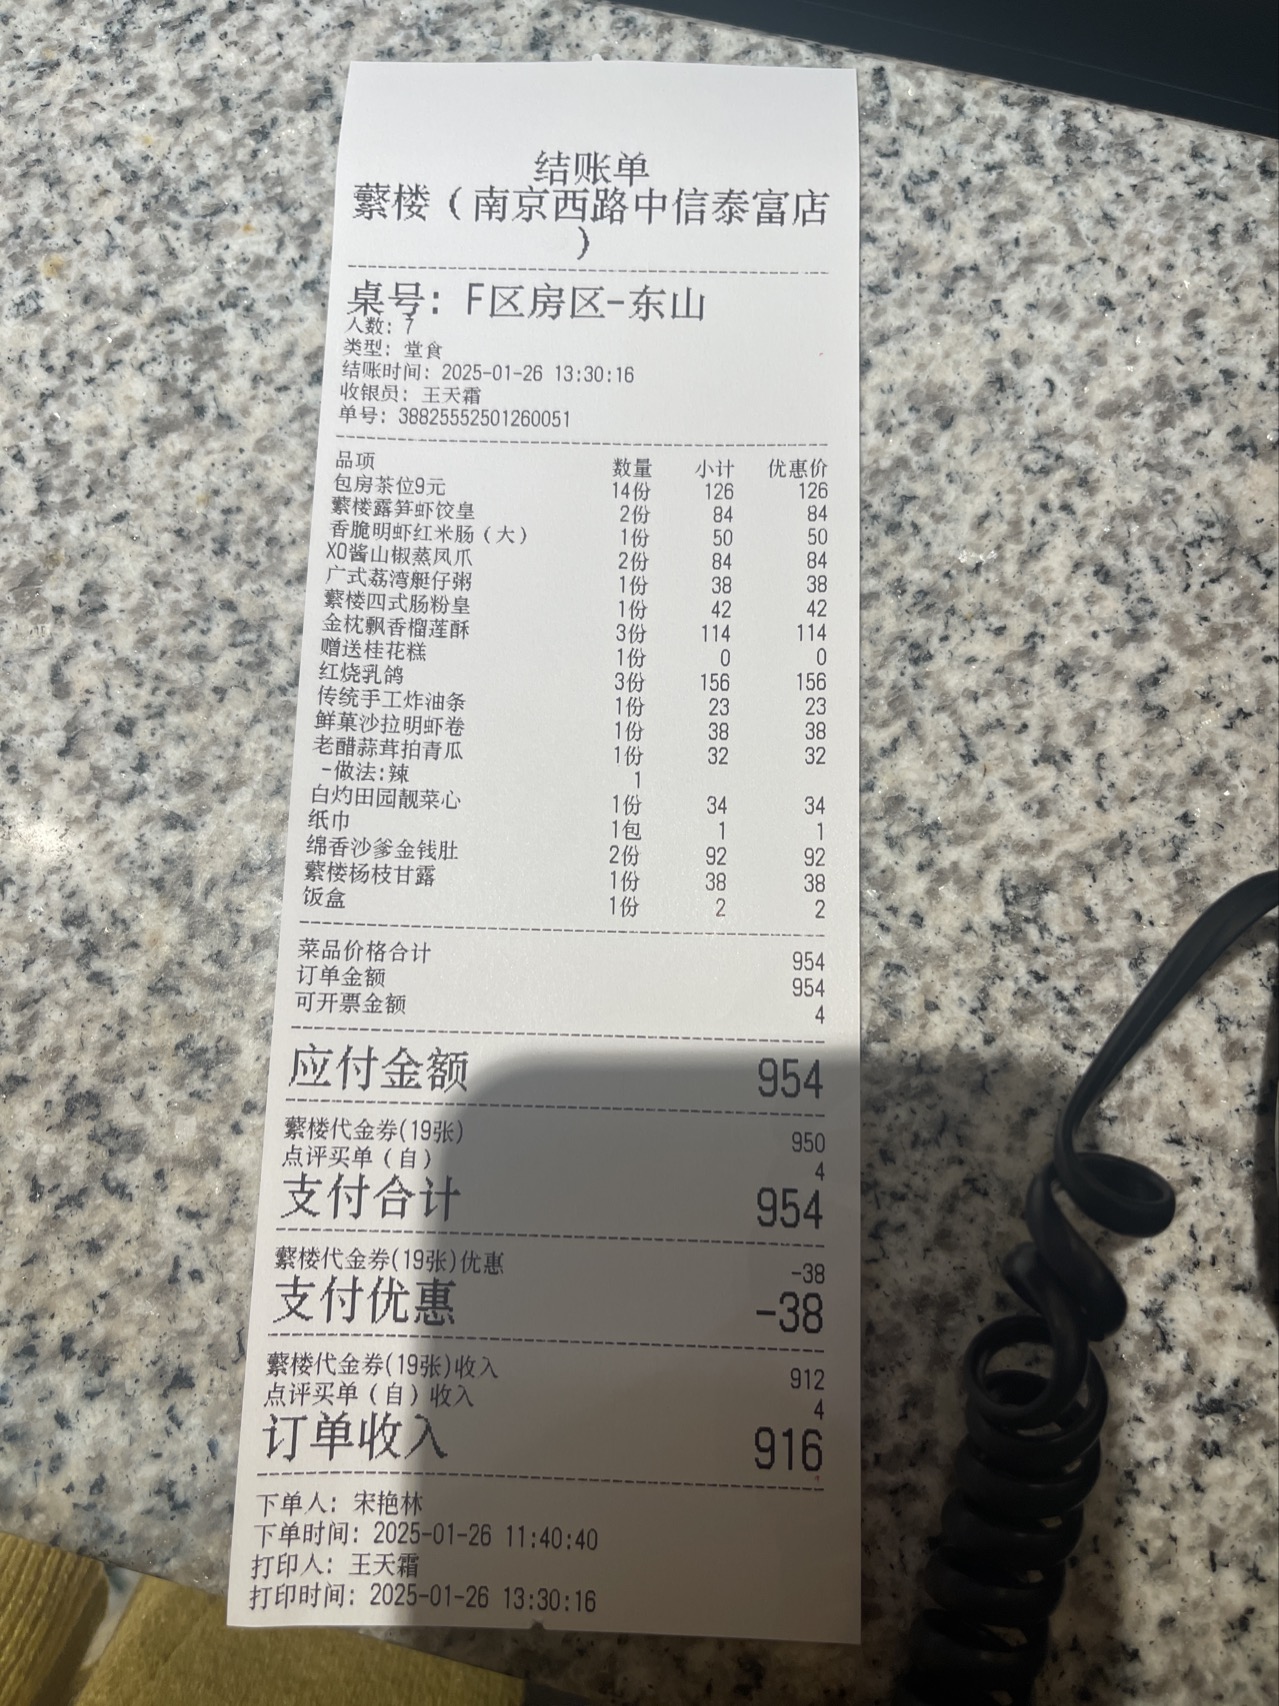 结账单
蘩楼（南京西路中信泰富店
）
桌号: F区房区-东山
人数: 7
类型: 堂食
结账时间: 2025-01-26 13:30:16
收银员: 王天霜
单号: 38825552501260051
品项 数量 小计 优惠价
包房茶位9元 14份 126 126
蘩楼露笋虾饺皇 2份 84 84
香脆明虾红米肠（大） 1份 50 50
XO酱山椒蒸凤爪 2份 84 84
广式荔湾艇仔粥 1份 38 38
蘩楼四式肠粉皇 1份 42 42
金枕飘香榴莲酥 3份 114 114
赠送桂花糕 1份 0 0
红烧乳鸽 3份 156 156
传统手工炸油条 1份 23 23
鲜菓沙拉明虾卷 1份 38 38
老醋蒜茸拍青瓜 1份 32 32
-做法:辣 1
白灼田园靓菜心 1份 34 34
纸巾 1包 1 1
绵香沙爹金钱肚 2份 92 92
蘩楼杨枝甘露 1份 38 38
饭盒 1份 2 2
菜品价格合计 954
订单金额 954
可开票金额 4
应付金额 954
蘩楼代金券(19张) 950
点评买单（自） 4
支付合计 954
蘩楼代金券(19张)优惠 -38
支付优惠 -38
蘩楼代金券(19张)收入 912
点评买单（自）收入 4
订单收入 916
下单人: 宋艳林
下单时间: 2025-01-26 11:40:40
打印人: 王天霜
打印时间: 2025-01-26 13:30:16